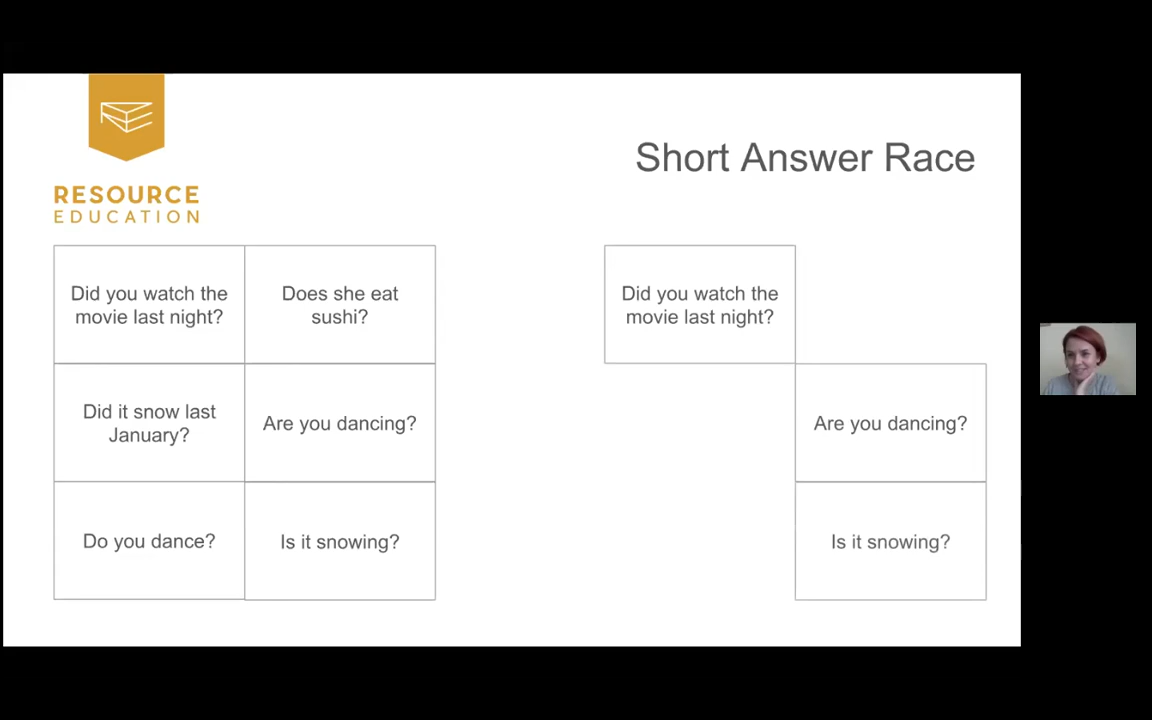 RESOURCE
EDUCATION
Short Answer Race
Did you watch the
movie last night?
Does she eat
sushi?
Did it snow last
January?
Are you dancing?
Do you dance?
Is it snowing?
Did you watch the
movie last night?
Are you dancing?
Is it snowing?